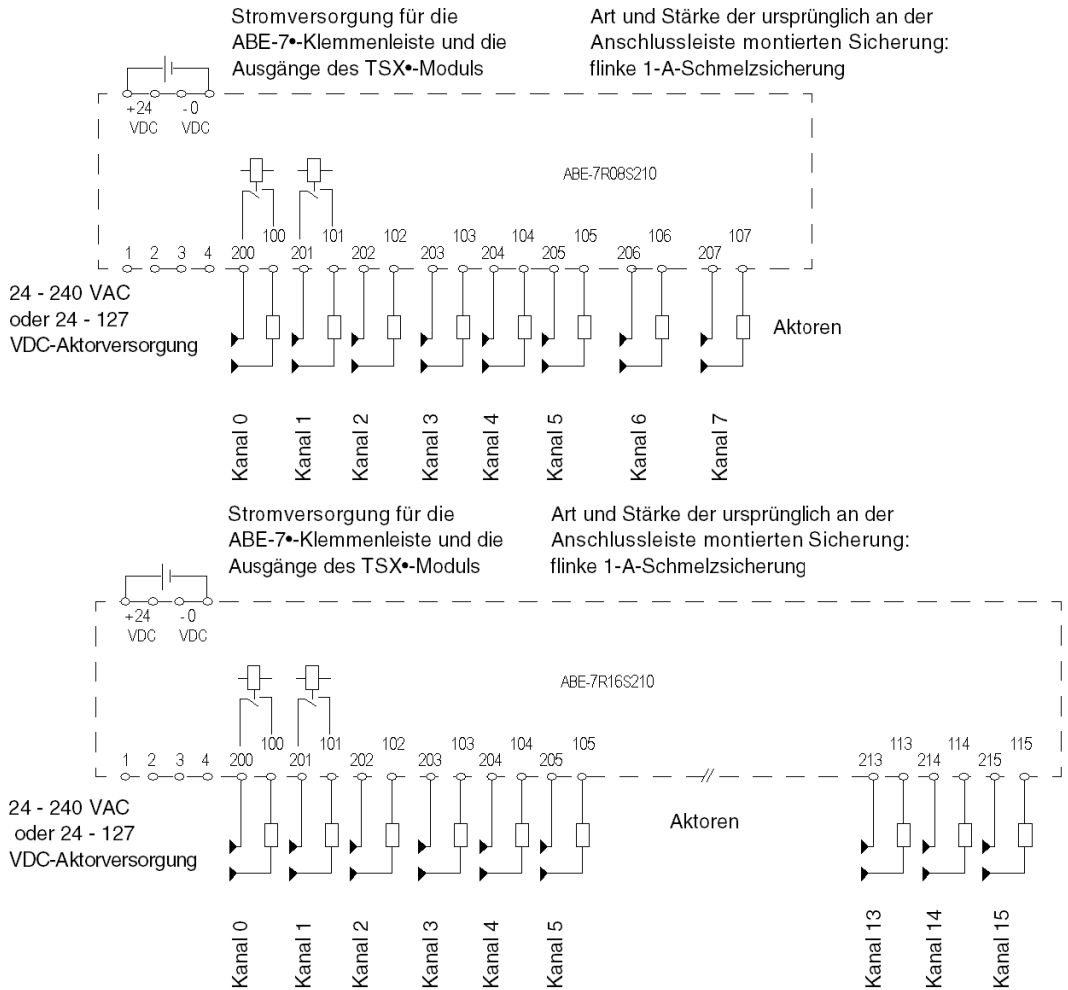 Stromversorgung für die
ABE-7•-Klemmenleiste und die
Ausgänge des TSX•-Moduls
Art und Stärke der ursprünglich an der
Anschlussleiste montierten Sicherung:
flinke 1-A-Schmelzsicherung
+24 VDC
-0 VDC
ABE-7R08S210
1 2 3 4 200 100 201 101 202 102 203 103 204 104 205 105 206 106 207 107
24 - 240 VAC
oder 24 - 127
VDC-Aktorversorgung
Aktoren
Kanal 0
Kanal 1
Kanal 2
Kanal 3
Kanal 4
Kanal 5
Kanal 6
Kanal 7
Stromversorgung für die
ABE-7•-Klemmenleiste und die
Ausgänge des TSX•-Moduls
Art und Stärke der ursprünglich an der
Anschlussleiste montierten Sicherung:
flinke 1-A-Schmelzsicherung
+24 VDC
-0 VDC
ABE-7R16S210
1 2 3 4 200 100 201 101 202 102 203 103 204 104 205 105 213 113 214 114 215 115
24 - 240 VAC
oder 24 - 127
VDC-Aktorversorgung
Aktoren
Kanal 0
Kanal 1
Kanal 2
Kanal 3
Kanal 4
Kanal 5
Kanal 13
Kanal 14
Kanal 15